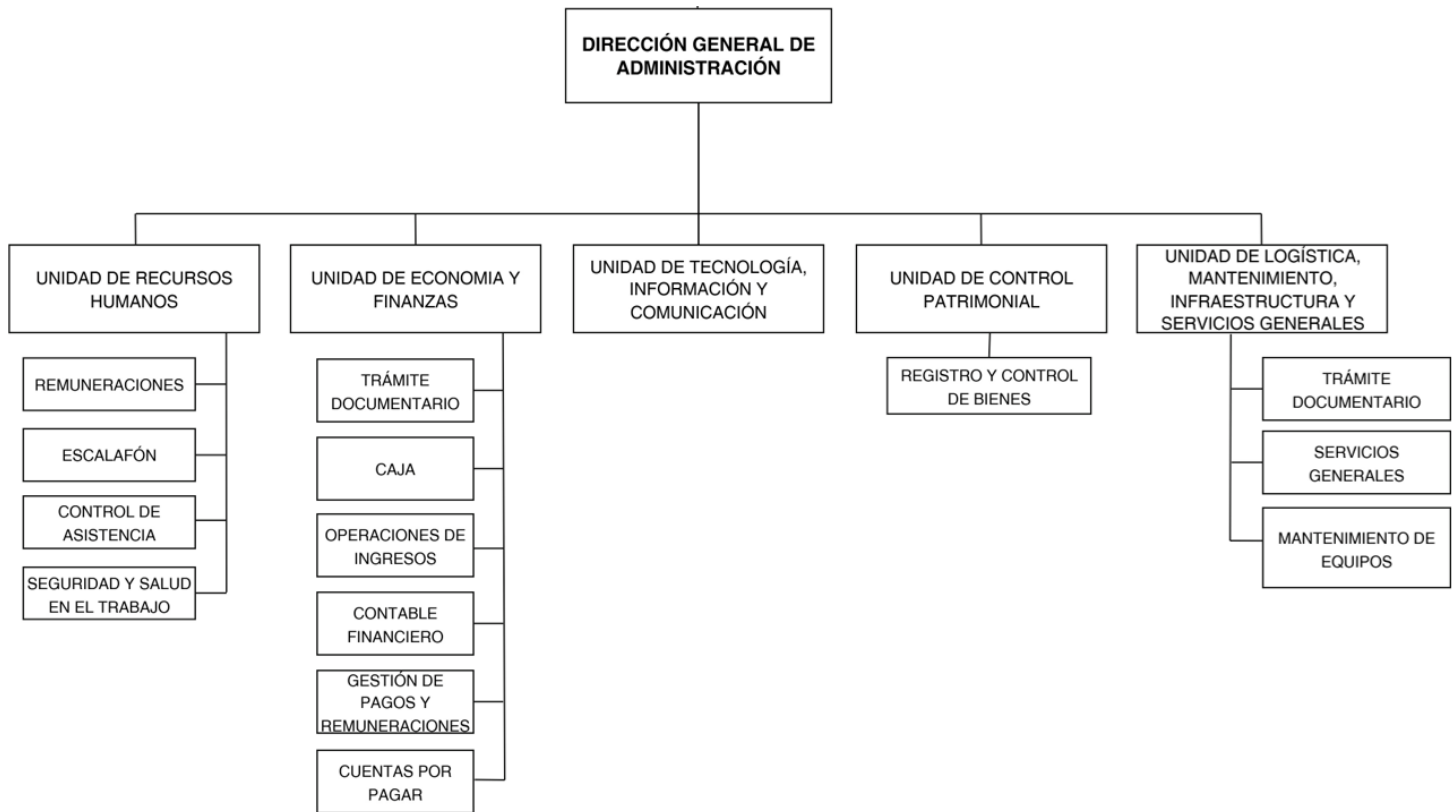 DIRECCIÓN GENERAL DE
ADMINISTRACIÓN
UNIDAD DE RECURSOS
HUMANOS
UNIDAD DE ECONOMIA Y
FINANZAS
UNIDAD DE TECNOLOGÍA,
INFORMACIÓN Y
COMUNICACIÓN
UNIDAD DE CONTROL
PATRIMONIAL
UNIDAD DE LOGÍSTICA,
MANTENIMIENTO,
INFRAESTRUCTURA Y
SERVICIOS GENERALES
REMUNERACIONES
ESCALAFÓN
CONTROL DE
ASISTENCIA
SEGURIDAD Y SALUD
EN EL TRABAJO
TRÁMITE
DOCUMENTARIO
CAJA
OPERACIONES DE
INGRESOS
CONTABLE
FINANCIERO
GESTIÓN DE
PAGOS Y
REMUNERACIONES
CUENTAS POR
PAGAR
REGISTRO Y CONTROL
DE BIENES
TRÁMITE
DOCUMENTARIO
SERVICIOS
GENERALES
MANTENIMIENTO DE
EQUIPOS